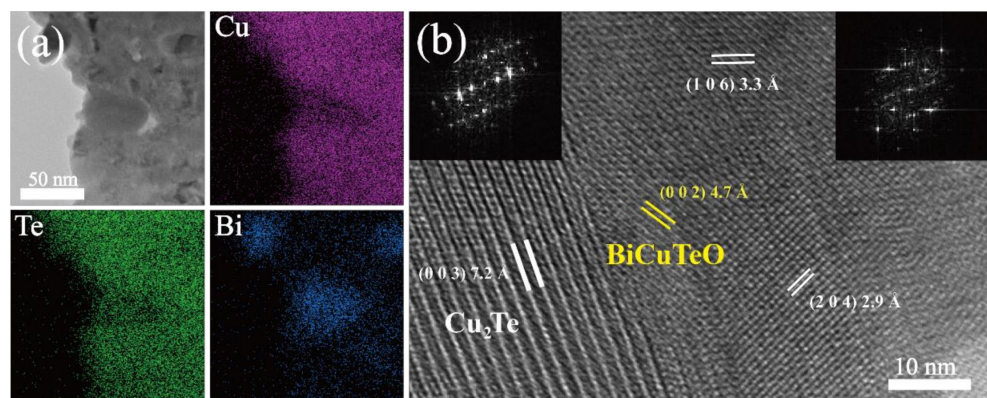 (a)
Cu
50 nm
Te
Bi
(b)
(1 0 6) 3.3 Å
(0 0 2) 4.7 Å
BiCuTeO
(0 0 3) 7.2 Å
(2 0 4) 2,9 Å
Cu₂Te
10 nm